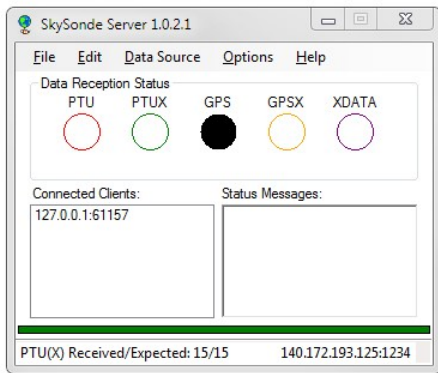 SkySonde Server 1.0.2.1
File Edit Data Source Options Help
Data Reception Status
PTU PTUX GPS GPSX XDATA
Connected Clients: Status Messages:
127.0.0.1:61157
PTU(X) Received/Expected: 15/15 140.172.193.125:1234